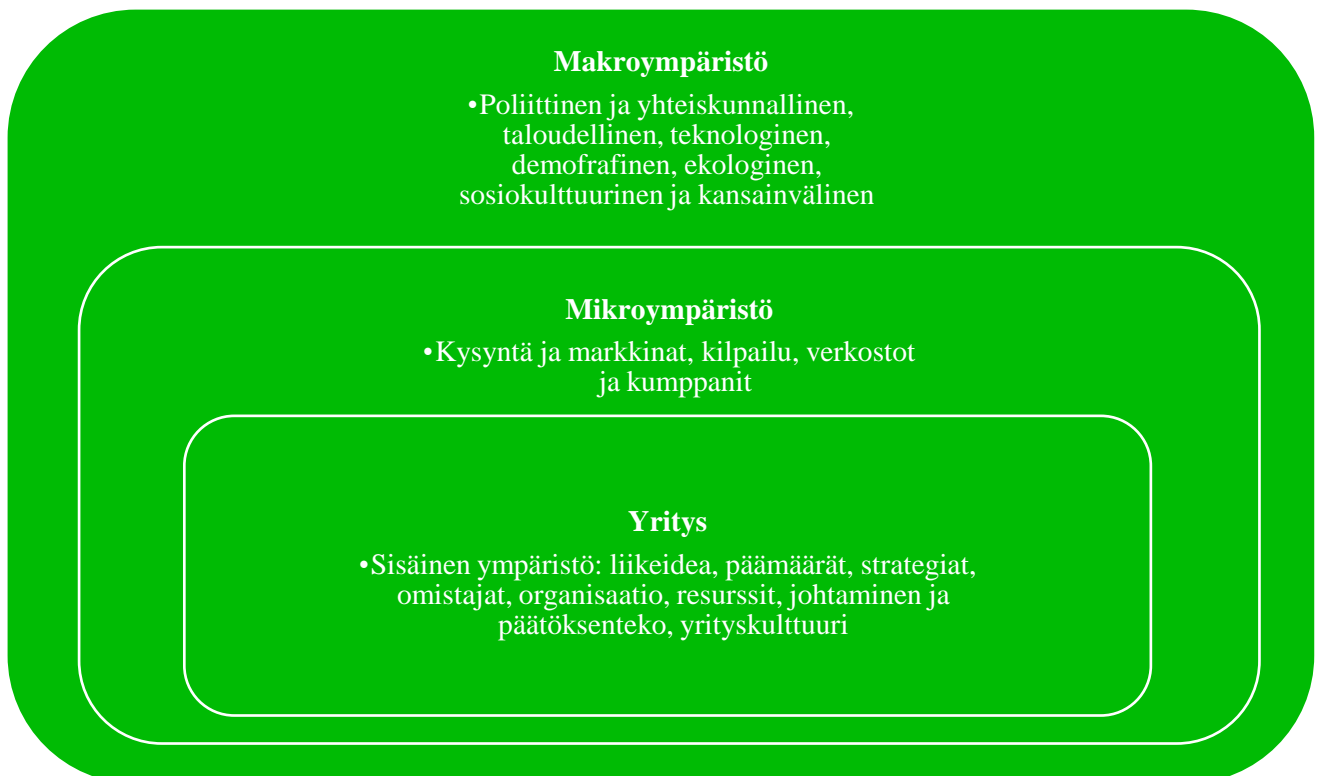 Makroympäristö
•Poliittinen ja yhteiskunnallinen,
taloudellinen, teknologinen,
demofrafinen, ekologinen,
sosiokulttuurinen ja kansainvälinen
Mikroympäristö
•Kysyntä ja markkinat, kilpailu, verkostot
ja kumppanit
Yritys
•Sisäinen ympäristö: liikeidea, päämäärät, strategiat,
omistajat, organisaatio, resurssit, johtaminen ja
päätöksenteko, yrityskulttuuri